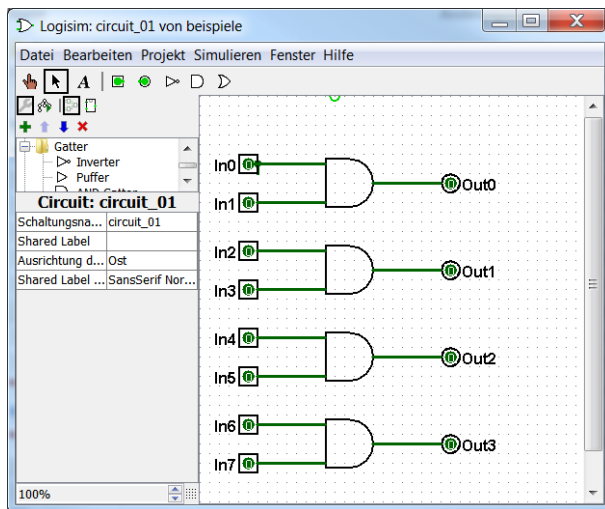 Logisim: circuit_01 von beispiele
Datei Bearbeiten Projekt Simulieren Fenster Hilfe
A
Gatter
Inverter
Puffer
AND Gatter
Circuit: circuit_01
Schaltungsna... circuit_01
Shared Label
Ausrichtung d... Ost
Shared Label ... SansSerif Nor...
100%
In0 0
Out0 0
In1 0
In2 0
Out1 0
In3 0
In4 0
Out2 0
In5 0
In6 0
Out3 0
In7 0